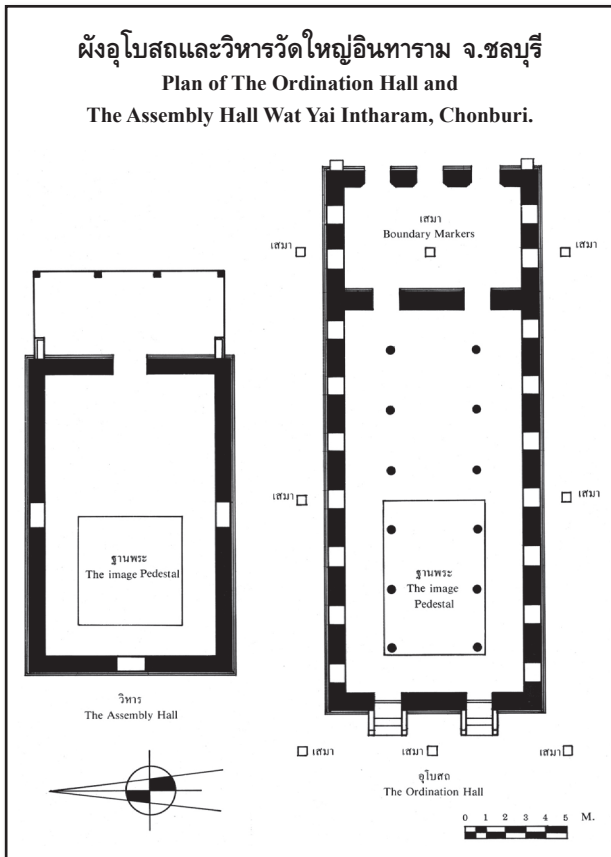 ผังอุโบสถและวิหารวัดใหญ่อินทาราม จ.ชลบุรี
Plan of The Ordination Hall and
The Assembly Hall Wat Yai Intharam, Chonburi.
เสมา
Boundary Markers
เสมา
เสมา
เสมา
เสมา
ฐานพระ
The image Pedestal
ฐานพระ
The image
Pedestal
วิหาร
The Assembly Hall
เสมา
เสมา
เสมา
อุโบสถ
The Ordination Hall
0 1 2 3 4 5 M.